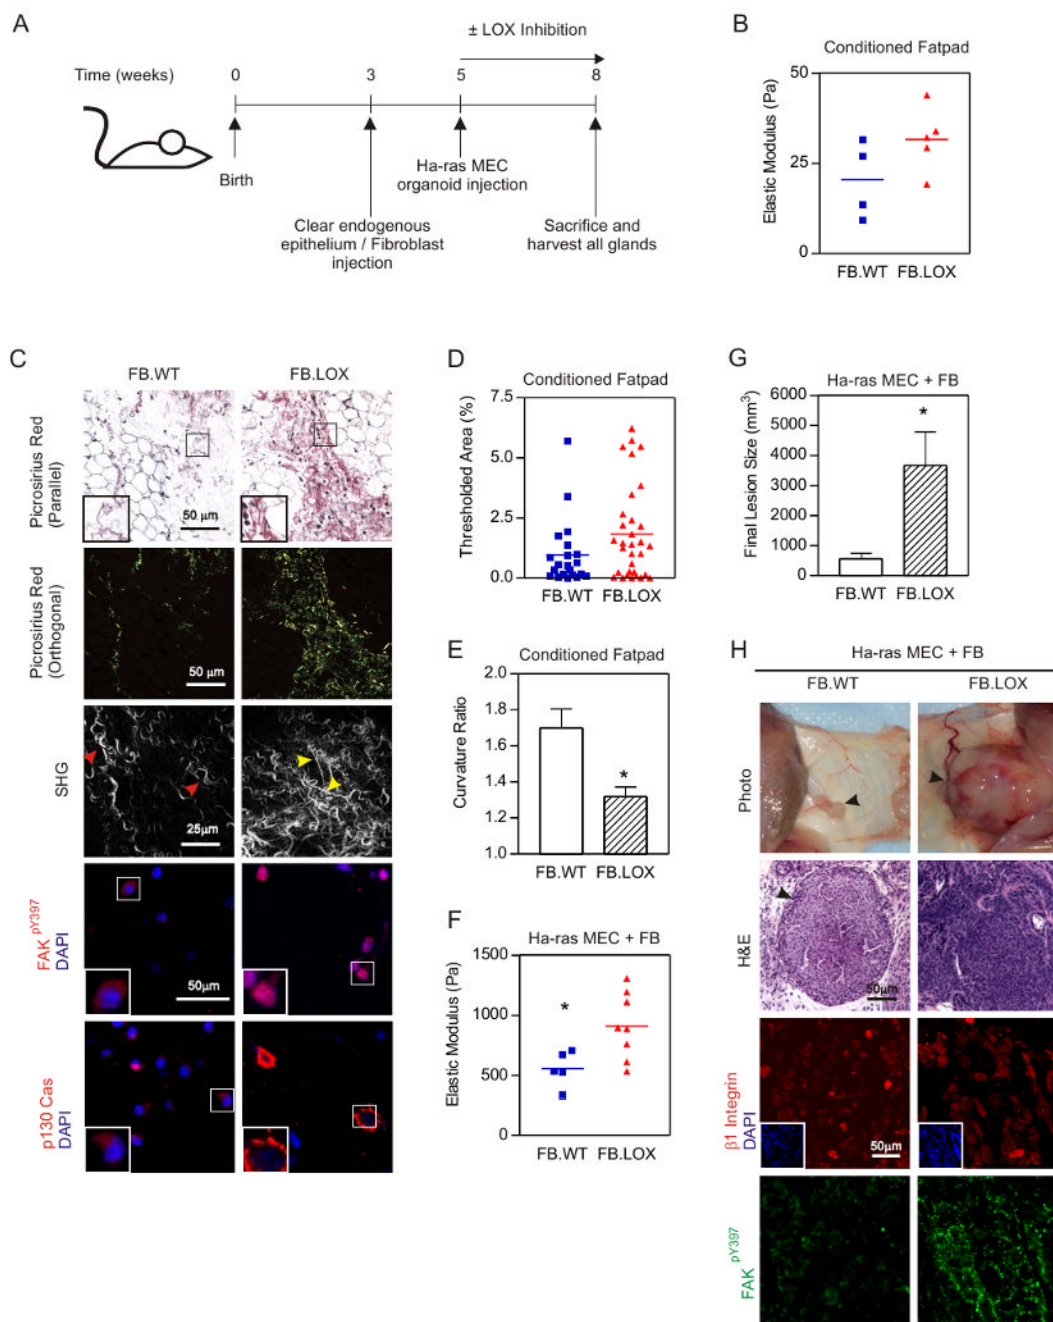 A
± LOX Inhibition
Time (weeks)
0
3
5
8
Birth
Ha-ras MEC
organoid injection
Clear endogenous
epithelium / Fibroblast
injection
Sacrifice and
harvest all glands
B
Conditioned Fatpad
Elastic Modulus (Pa)
50
25
0
FB.WT
FB.LOX
C
FB.WT
FB.LOX
Picrosirius Red
(Parallel)
50 µm
Picrosirius Red
(Orthogonal)
50 µm
SHG
25µm
FAK pY397
DAPI
50µm
p130 Cas
DAPI
D
Conditioned Fatpad
Thresholded Area (%)
7.5
5.0
2.5
0
FB.WT
FB.LOX
E
Conditioned Fatpad
Curvature Ratio
2.0
1.8
1.6
1.4
1.2
1.0
*
FB.WT
FB.LOX
F
Ha-ras MEC + FB
Elastic Modulus (Pa)
1500
1000
500
0
*
FB.WT
FB.LOX
G
Ha-ras MEC + FB
Final Lesion Size (mm³)
6000
5000
4000
3000
2000
1000
0
*
FB.WT
FB.LOX
H
Ha-ras MEC + FB
FB.WT
FB.LOX
Photo
H&E
50µm
β1 Integrin
DAPI
50µm
FAK pY397